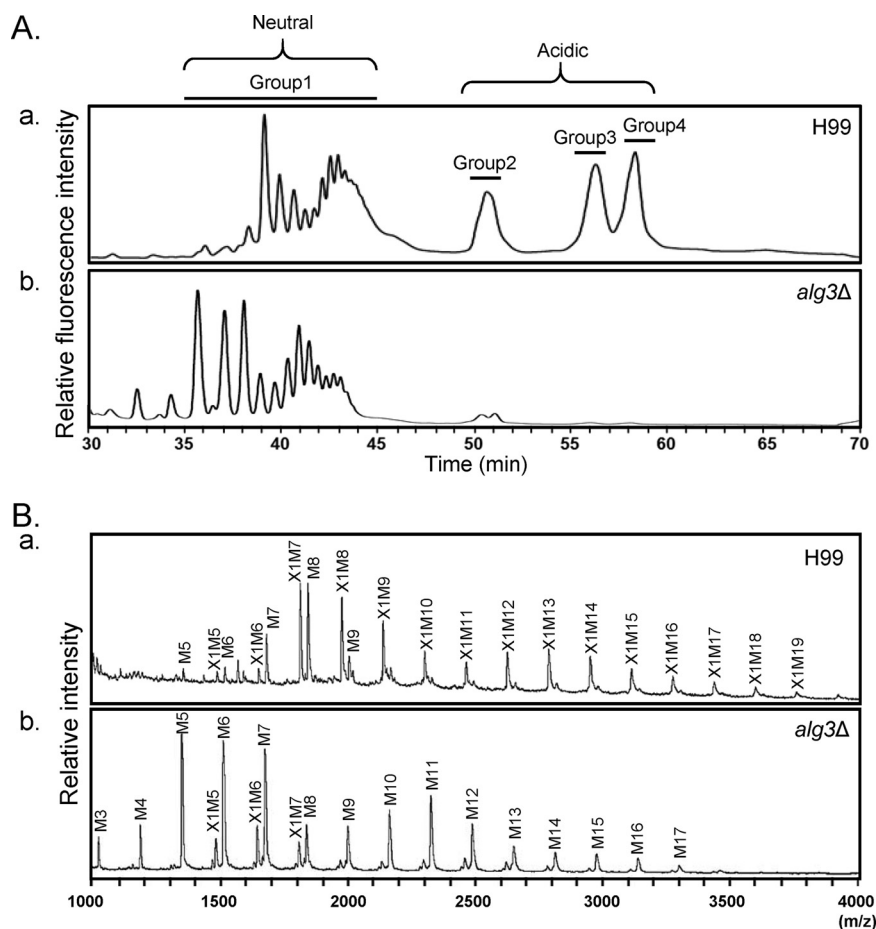 A.
Neutral
Acidic
Group1
a.
H99
Group2
Group3
Group4
b.
alg3Δ
Relative fluorescence intensity
30 35 40 45 50 55 60 65 70
Time (min)
B.
a.
H99
M5
X1M5
M6
X1M6
M7
X1M7
M8
X1M8
M9
X1M9
X1M10
X1M11
X1M12
X1M13
X1M14
X1M15
X1M16
X1M17
X1M18
X1M19
b.
alg3Δ
M3
M4
M5
X1M5
M6
X1M6
M7
X1M7
M8
M9
M10
M11
M12
M13
M14
M15
M16
M17
Relative intensity
1000 1500 2000 2500 3000 3500 4000
(m/z)